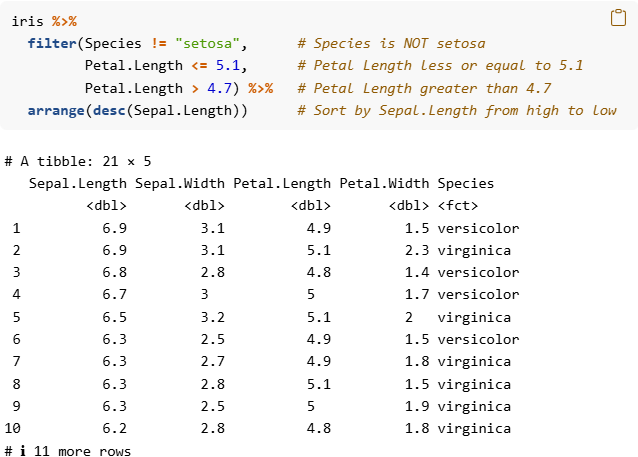 iris %>%
  filter(Species != "setosa",      # Species is NOT setosa
         Petal.Length <= 5.1,      # Petal Length less or equal to 5.1
         Petal.Length > 4.7) %>%   # Petal Length greater than 4.7
  arrange(desc(Sepal.Length))      # Sort by Sepal.Length from high to low
# A tibble: 21 × 5
   Sepal.Length Sepal.Width Petal.Length Petal.Width Species
          <dbl>       <dbl>        <dbl>       <dbl> <fct>
 1          6.9         3.1          4.9         1.5 versicolor
 2          6.9         3.1          5.1         2.3 virginica
 3          6.8         2.8          4.8         1.4 versicolor
 4          6.7         3            5           1.7 versicolor
 5          6.5         3.2          5.1         2   virginica
 6          6.3         2.5          4.9         1.5 versicolor
 7          6.3         2.7          4.9         1.8 virginica
 8          6.3         2.8          5.1         1.5 virginica
 9          6.3         2.5          5           1.9 virginica
10          6.2         2.8          4.8         1.8 virginica
# ℹ 11 more rows